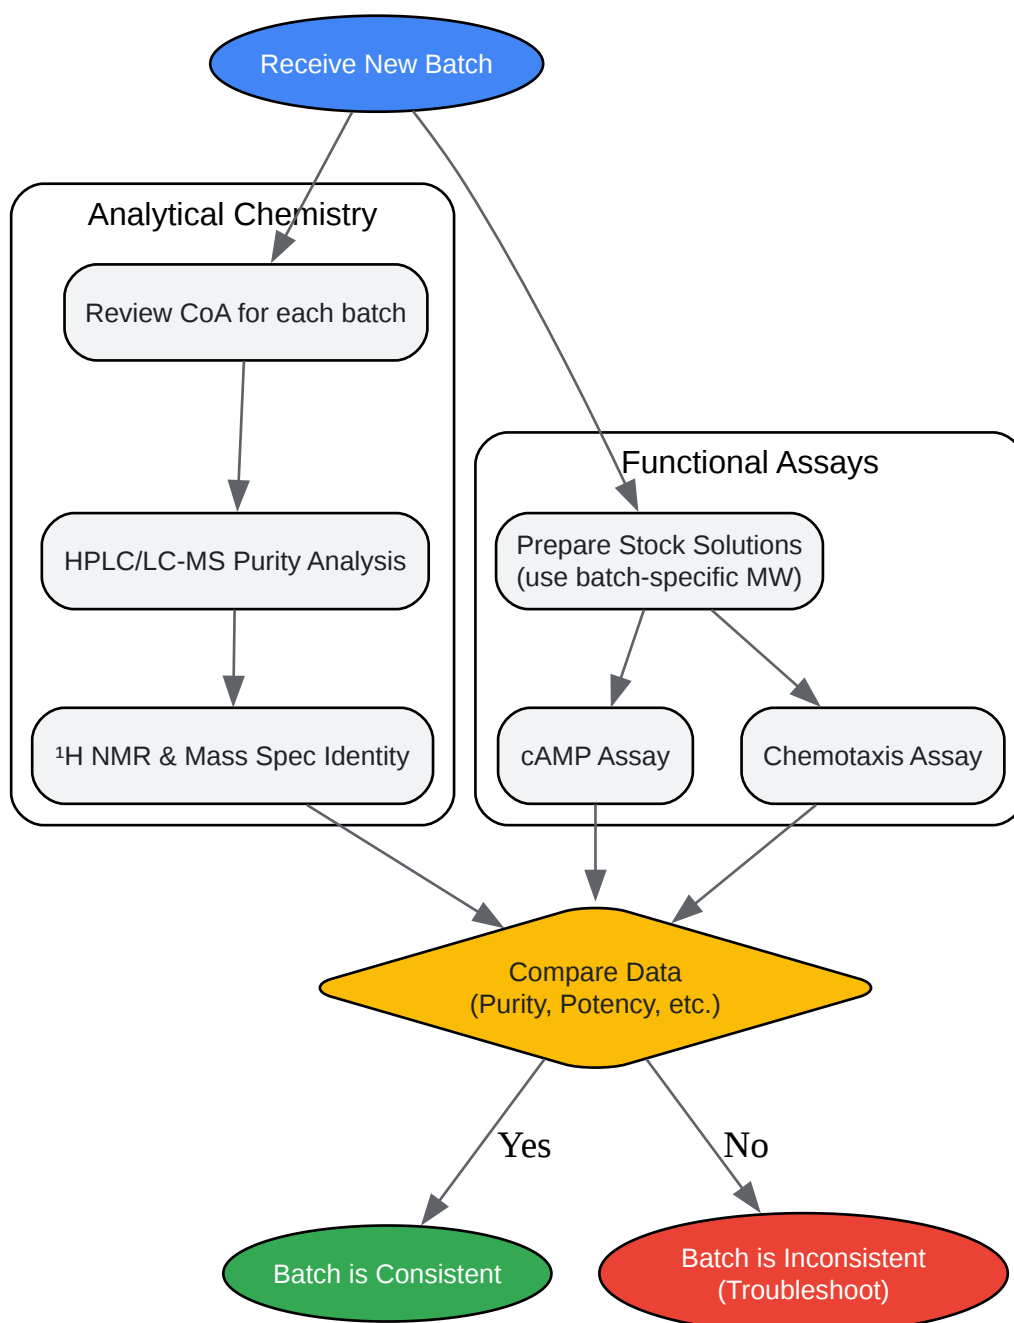 Receive New Batch
Analytical Chemistry
Review CoA for each batch
HPLC/LC-MS Purity Analysis
¹H NMR & Mass Spec Identity
Functional Assays
Prepare Stock Solutions
(use batch-specific MW)
cAMP Assay
Chemotaxis Assay
Compare Data
(Purity, Potency, etc.)
Yes
No
Batch is Consistent
Batch is Inconsistent
(Troubleshoot)